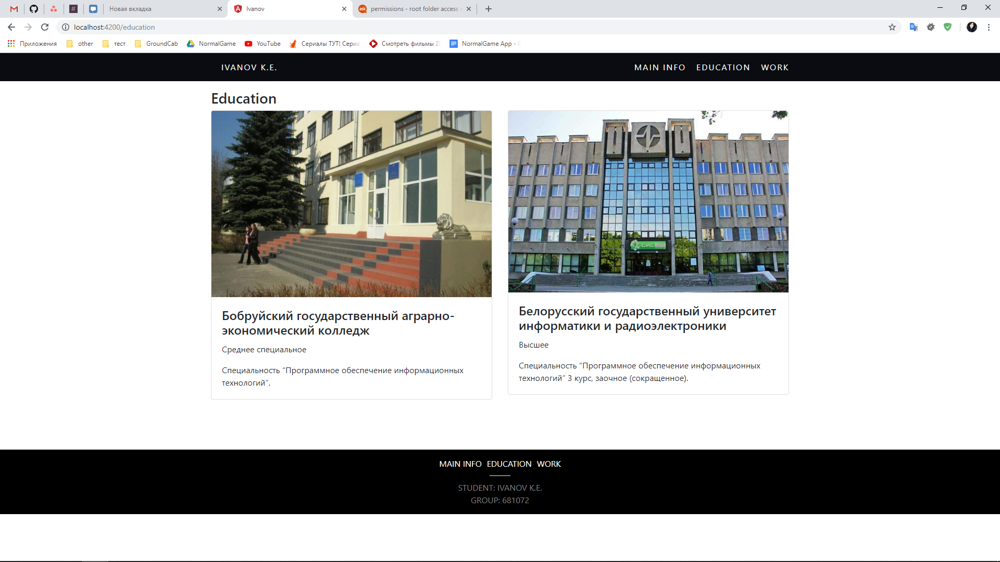 Новая вкладка
Ivanov
permissions - root folder access
localhost:4200/education
Приложения
other
тест
GroundCab
NormalGame
YouTube
Сериалы ТУТ! Сериа
Смотреть фильмы 20
NormalGame App - G
IVANOV K.E.
MAIN INFO EDUCATION WORK
Education
Бобруйский государственный аграрно-
экономический колледж
Среднее специальное
Специальность “Программное обеспечение информационных
технологий”.
СИС
Белорусский государственный университет
информатики и радиоэлектроники
Высшее
Специальность “Программное обеспечение информационных
технологий” 3 курс, заочное (сокращенное).
MAIN INFO EDUCATION WORK
STUDENT: IVANOV K.E.
GROUP: 681072